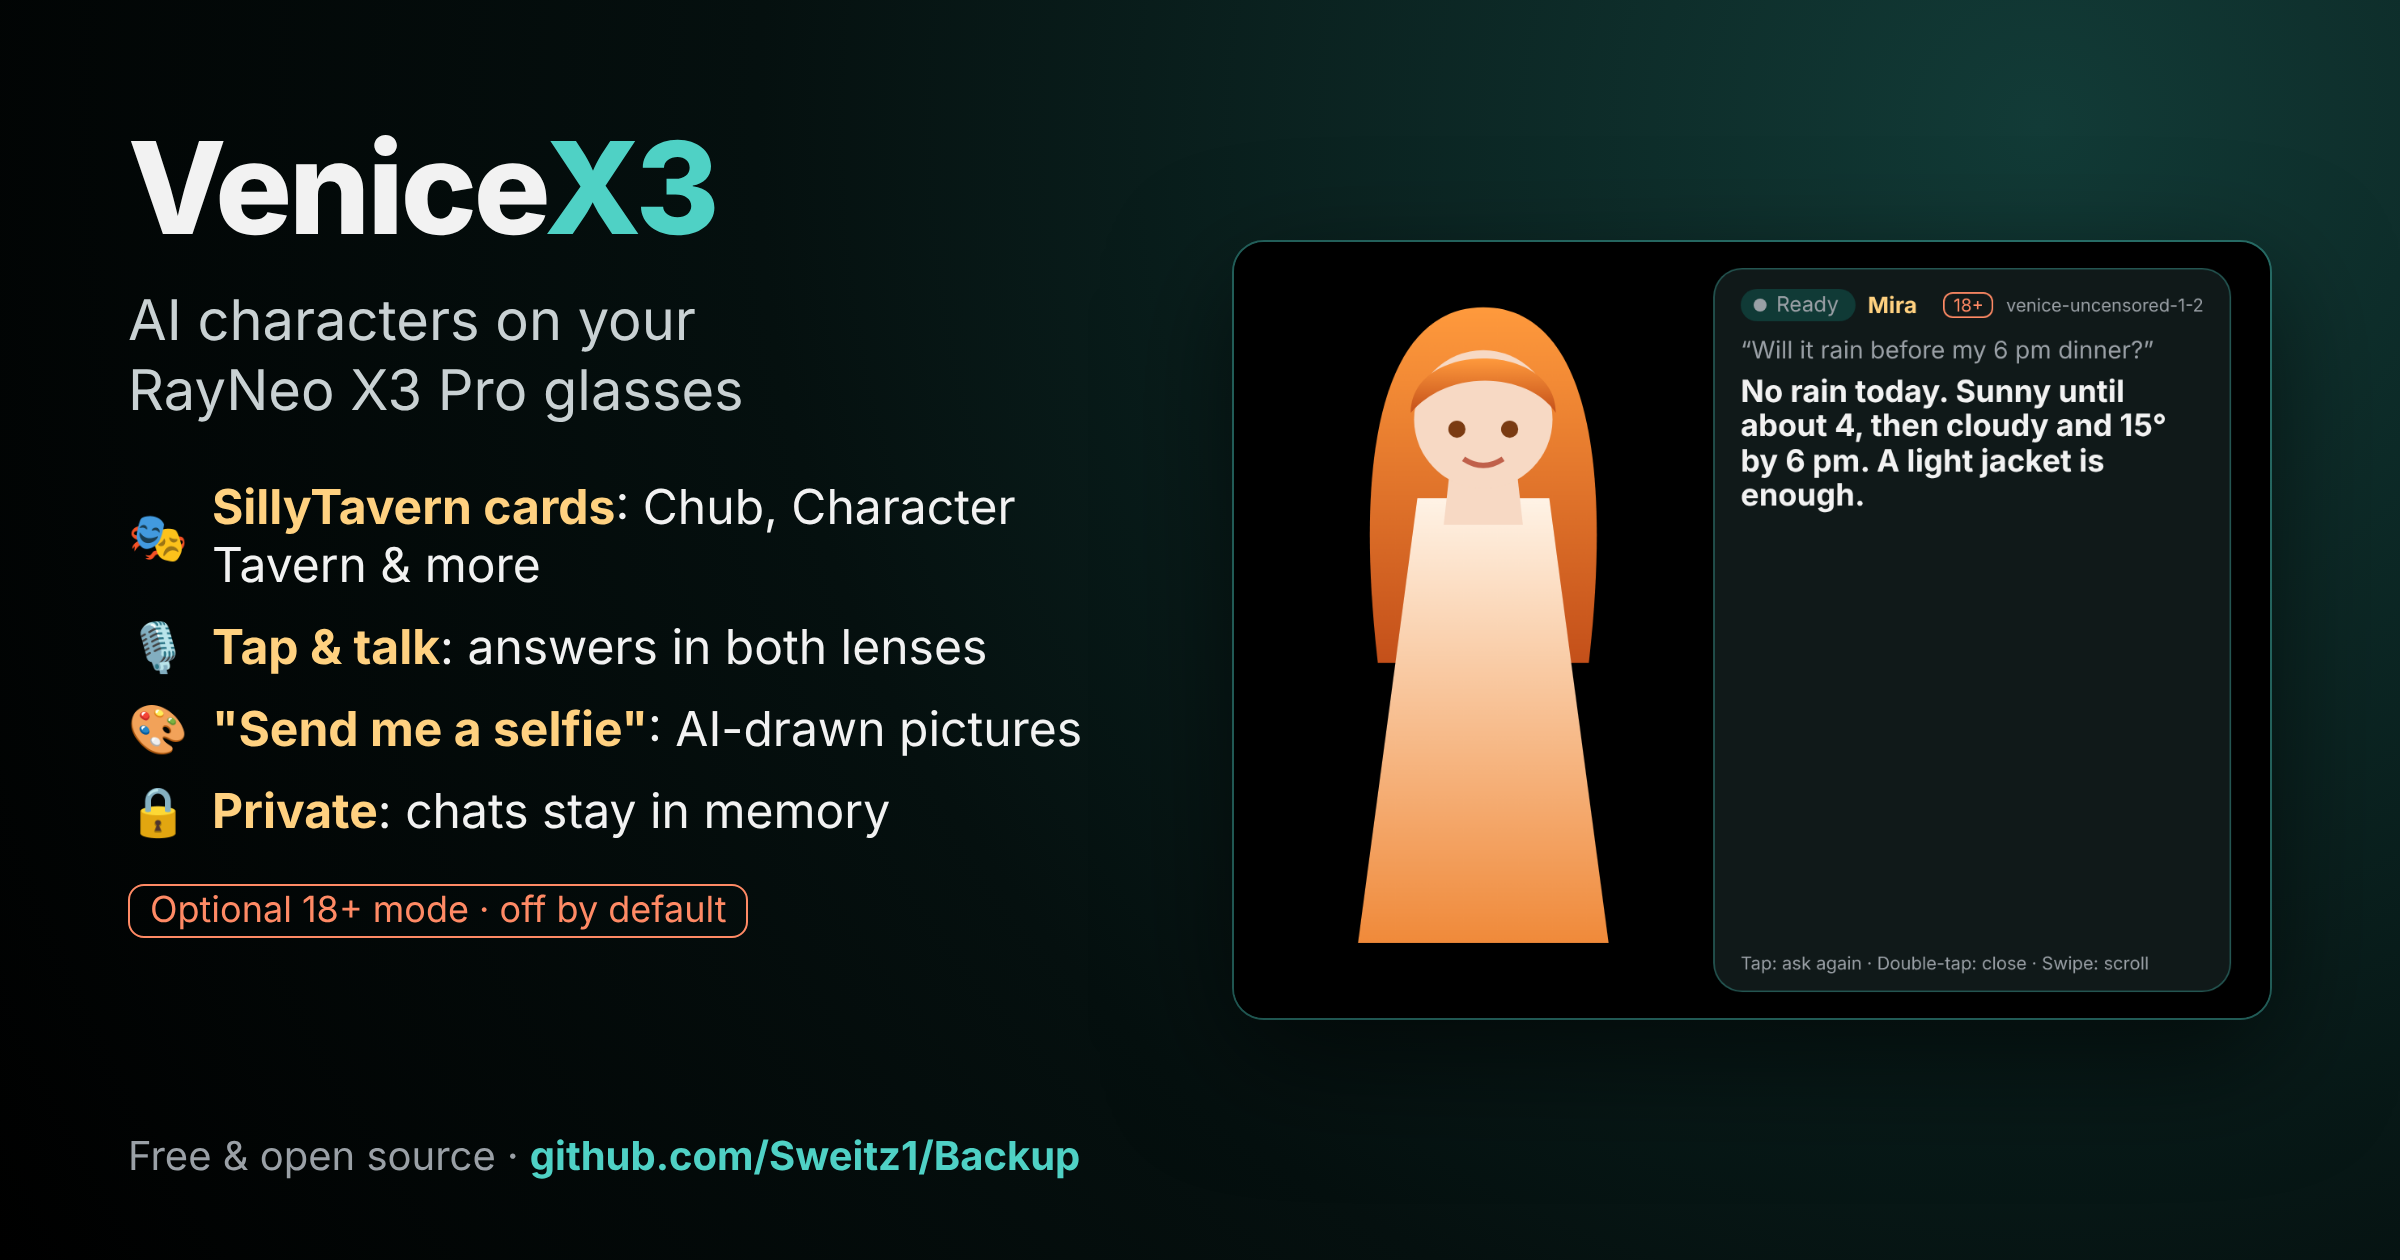 VeniceX3
AI characters on your
RayNeo X3 Pro glasses
SillyTavern cards: Chub, Character
Tavern & more
Tap & talk: answers in both lenses
"Send me a selfie": AI-drawn pictures
Private: chats stay in memory
Optional 18+ mode · off by default
Free & open source · github.com/Sweitz1/Backup
Ready Mira 18+ venice-uncensored-1-2
“Will it rain before my 6 pm dinner?”
No rain today. Sunny until
about 4, then cloudy and 15°
by 6 pm. A light jacket is
enough.
Tap: ask again · Double-tap: close · Swipe: scroll